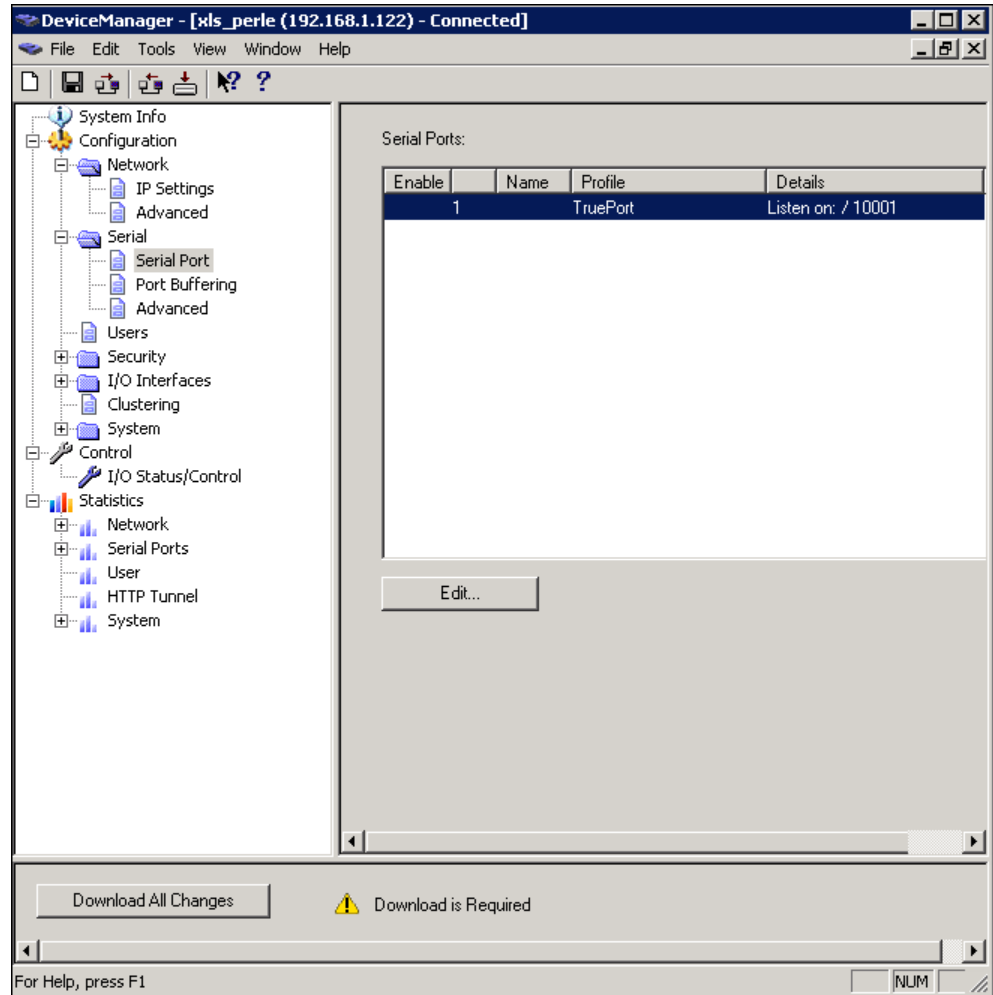 DeviceManager - [xls_perle (192.168.1.122) - Connected]
File Edit Tools View Window Help
System Info
Configuration
Network
IP Settings
Advanced
Serial
Serial Port
Port Buffering
Advanced
Users
Security
I/O Interfaces
Clustering
System
Control
I/O Status/Control
Statistics
Network
Serial Ports
User
HTTP Tunnel
System
Serial Ports:
Enable Name Profile Details
1 TruePort Listen on: / 10001
Edit...
Download All Changes
Download is Required
For Help, press F1
NUM